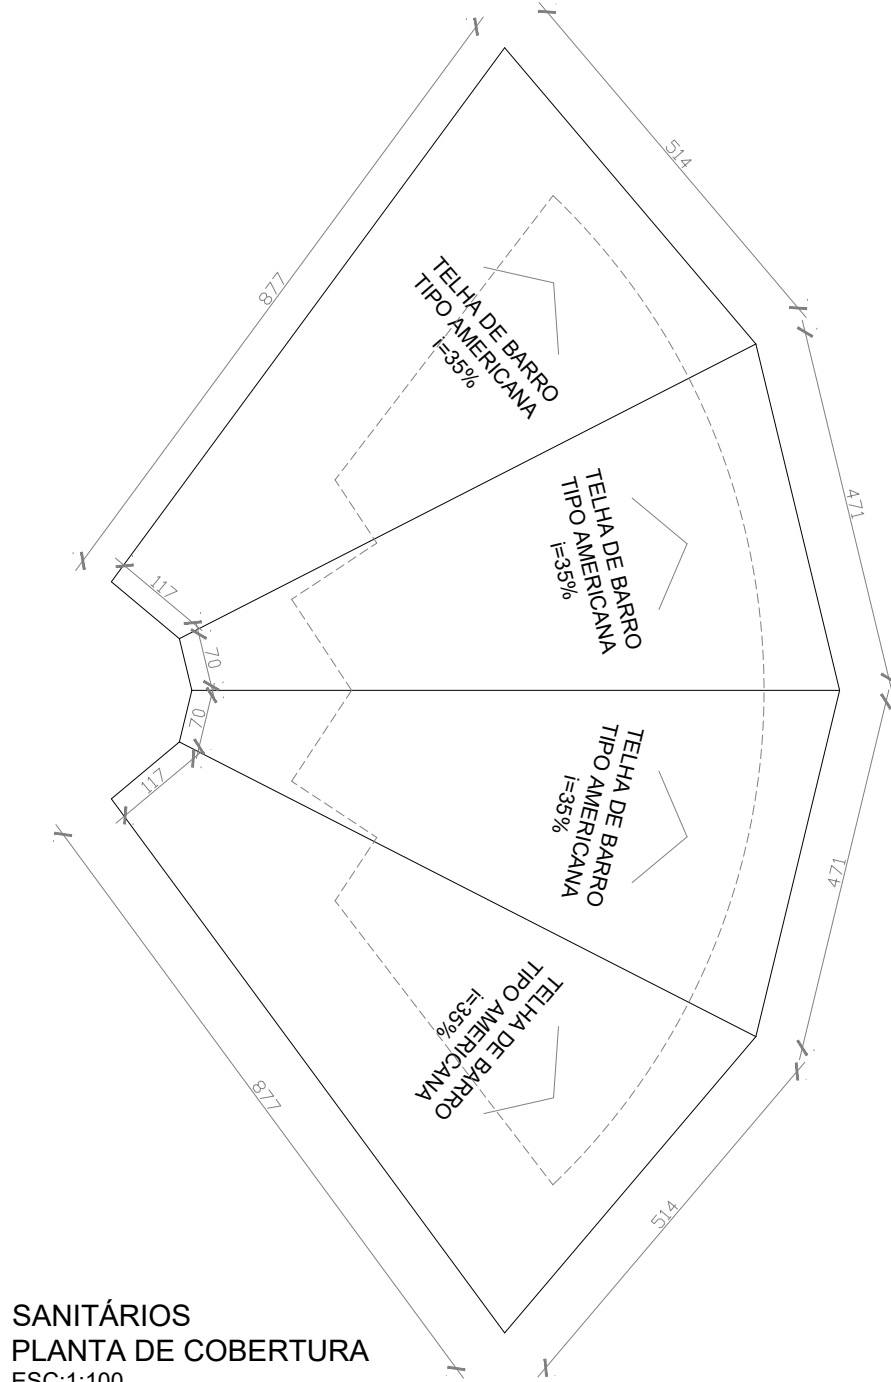 514
877
TELHA DE BARRO
TIPO AMERICANA
i=35%
471
TELHA DE BARRO
TIPO AMERICANA
i=35%
117
70
70
117
TELHA DE BARRO
TIPO AMERICANA
i=35%
471
TELHA DE BARRO
TIPO AMERICANA
i=35%
877
514
SANITÁRIOS
PLANTA DE COBERTURA
ESC:1:100